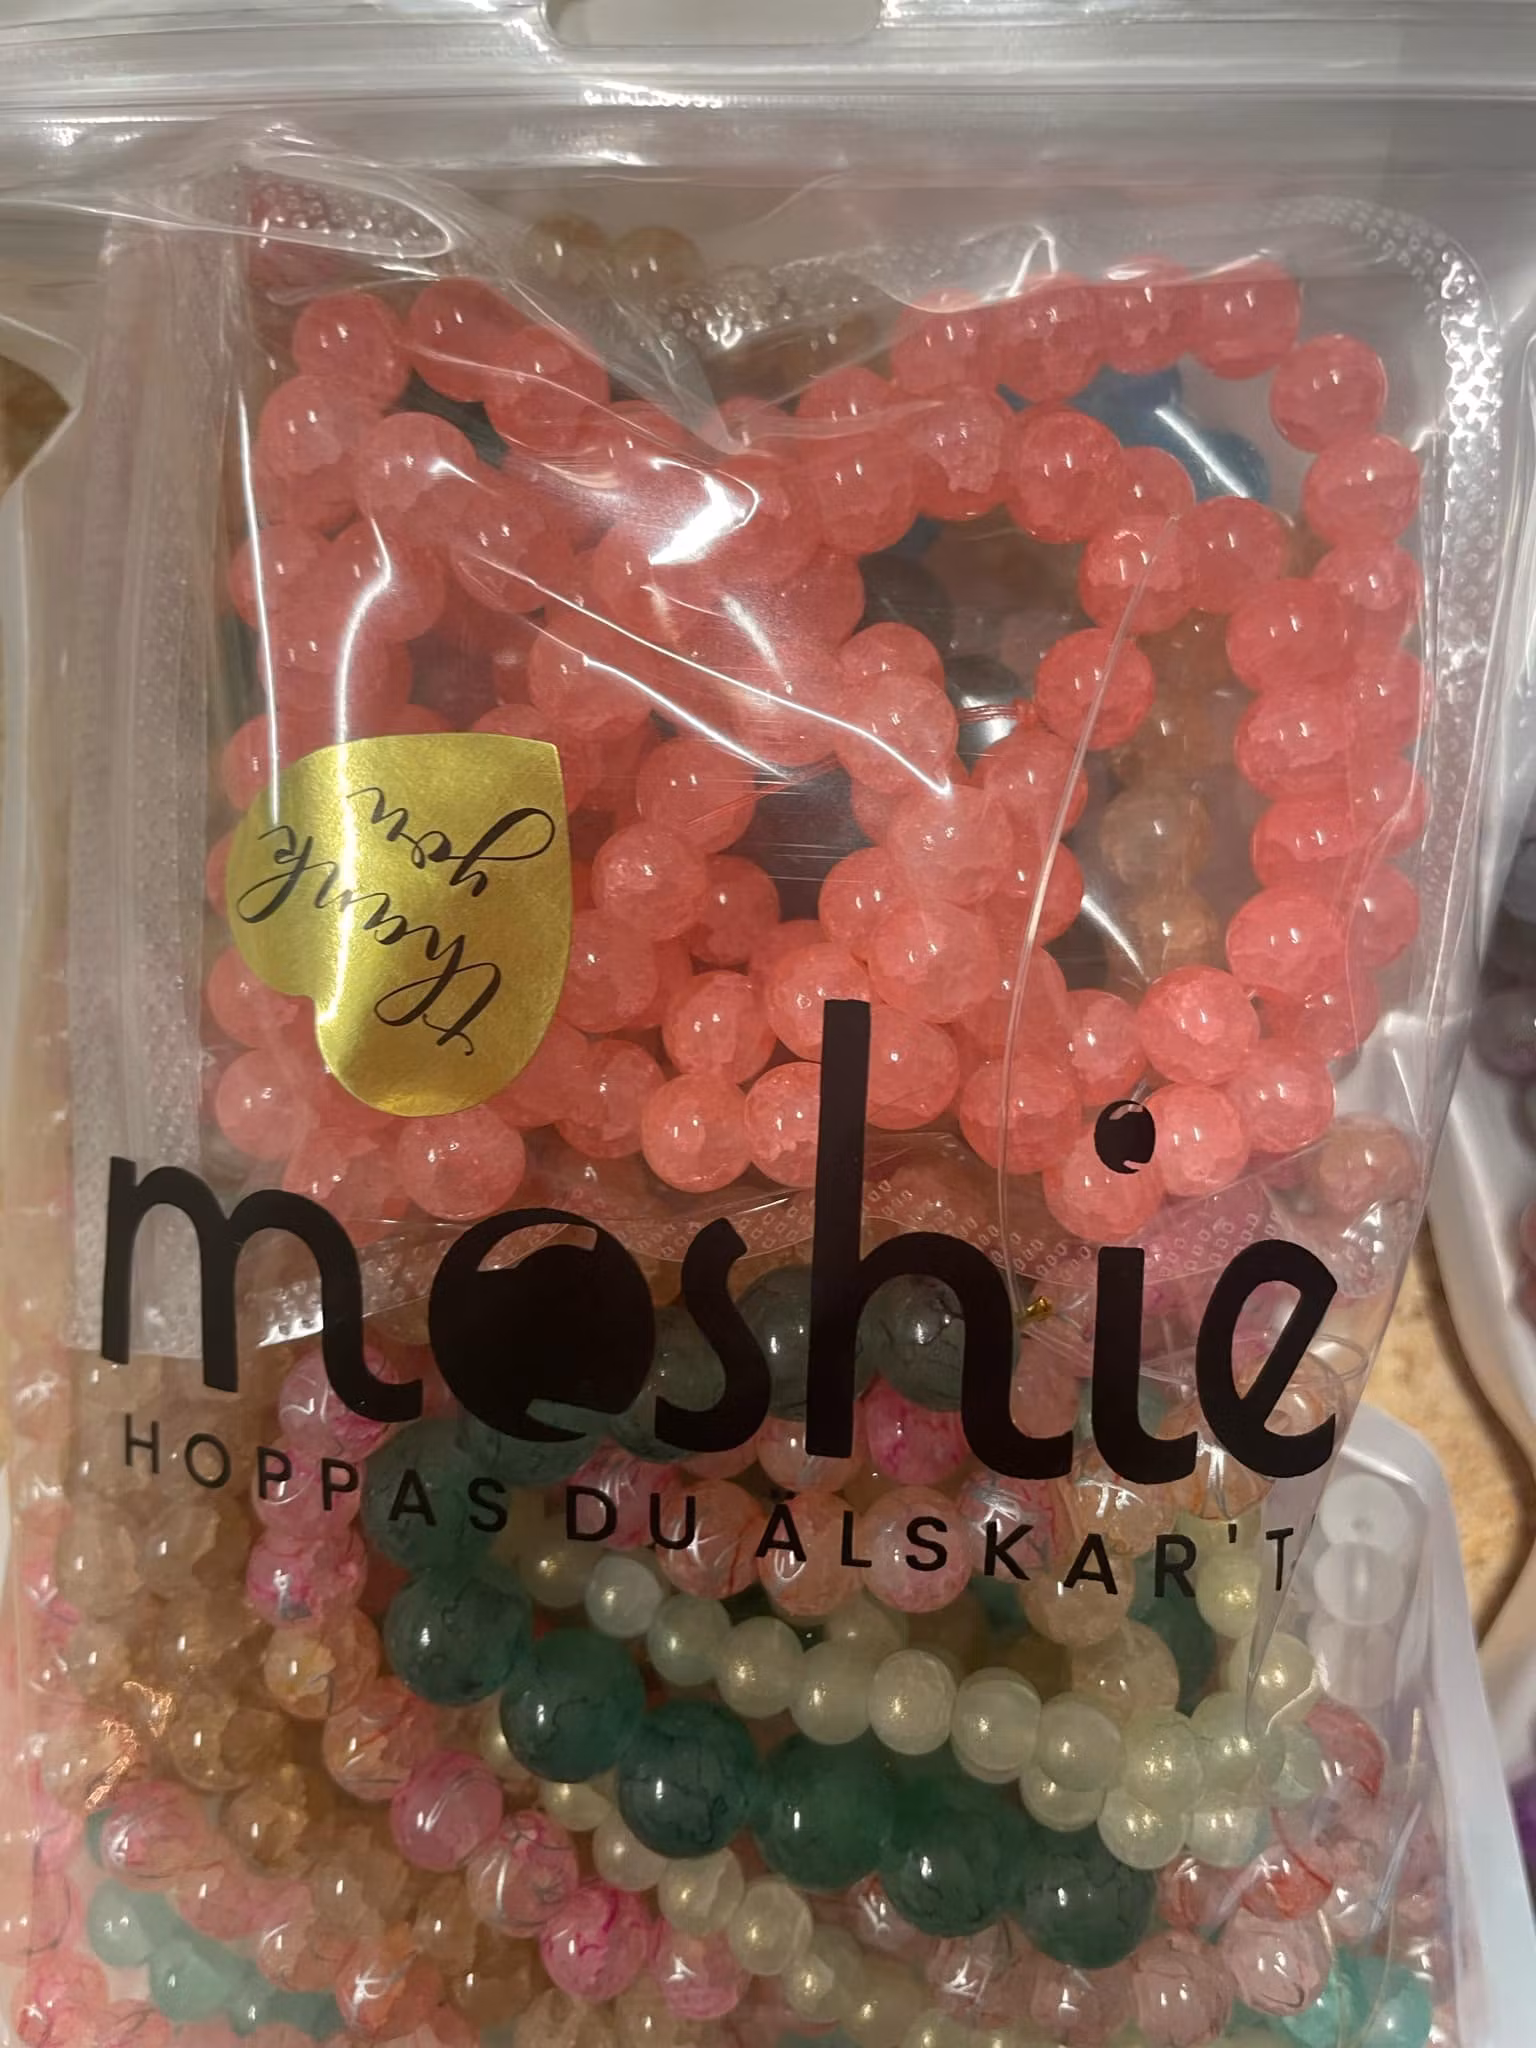 thank
you
moshie
HOPPAS DU ÄLSKAR'T